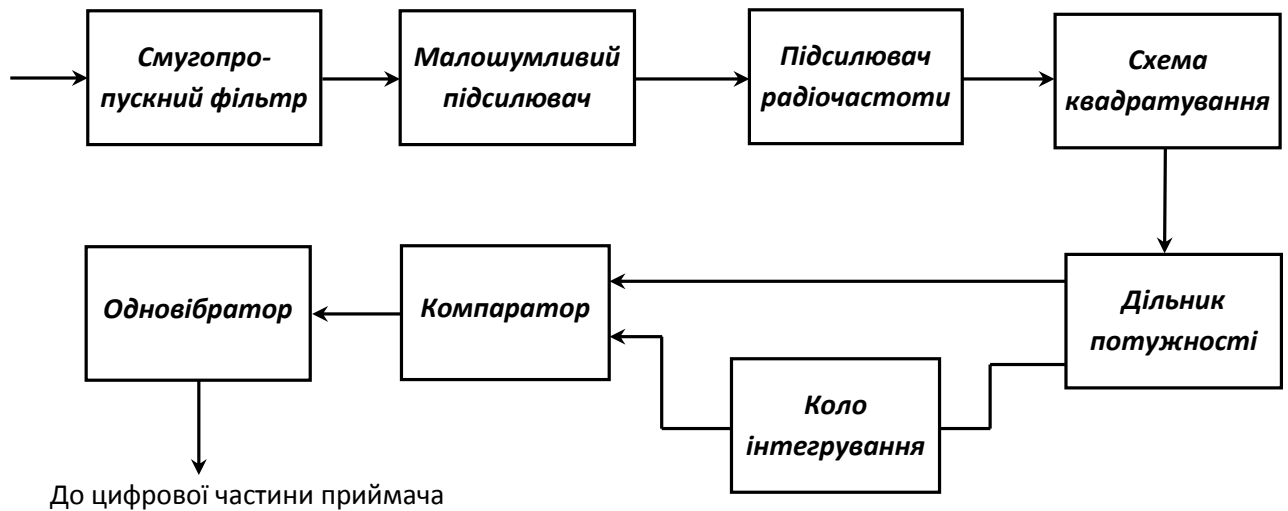 Смугопро-
пускний фільтр
Малошумливий
підсилювач
Підсилювач
радіочастоти
Схема
квадратування
Одновібратор
Компаратор
Дільник
потужності
Коло
інтегрування
До цифрової частини приймача